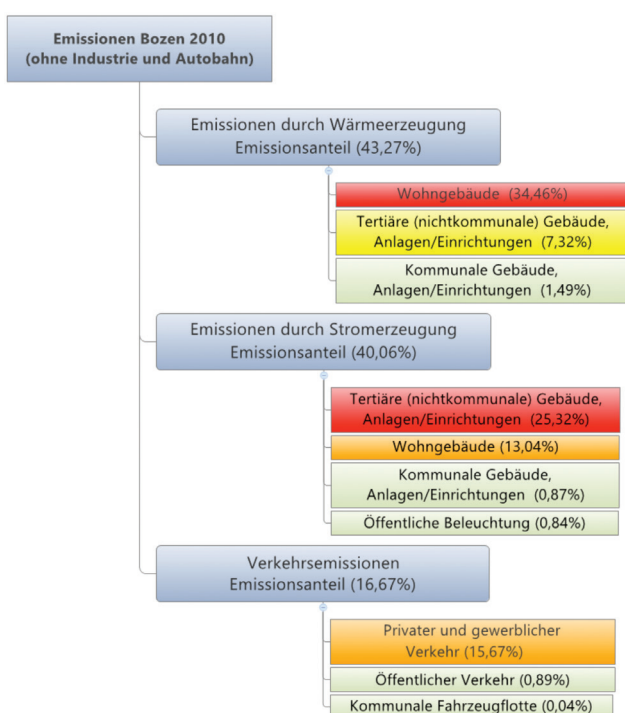 Emissionen Bozen 2010
(ohne Industrie und Autobahn)
Emissionen durch Wärmeerzeugung
Emissionsanteil (43,27%)
Wohngebäude (34,46%)
Tertiäre (nichtkommunale) Gebäude,
Anlagen/Einrichtungen (7,32%)
Kommunale Gebäude,
Anlagen/Einrichtungen (1,49%)
Emissionen durch Stromerzeugung
Emissionsanteil (40,06%)
Tertiäre (nichtkommunale) Gebäude,
Anlagen/Einrichtungen (25,32%)
Wohngebäude (13,04%)
Kommunale Gebäude,
Anlagen/Einrichtungen (0,87%)
Öffentliche Beleuchtung (0,84%)
Verkehrsemissionen
Emissionsanteil (16,67%)
Privater und gewerblicher
Verkehr (15,67%)
Öffentlicher Verkehr (0,89%)
Kommunale Fahrzeugflotte (0,04%)